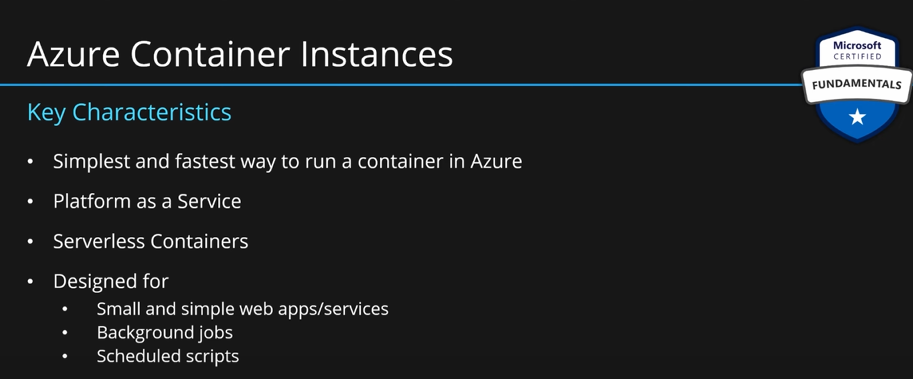 Azure Container Instances
Microsoft
CERTIFIED
FUNDAMENTALS
Key Characteristics
• Simplest and fastest way to run a container in Azure
• Platform as a Service
• Serverless Containers
• Designed for
• Small and simple web apps/services
• Background jobs
• Scheduled scripts